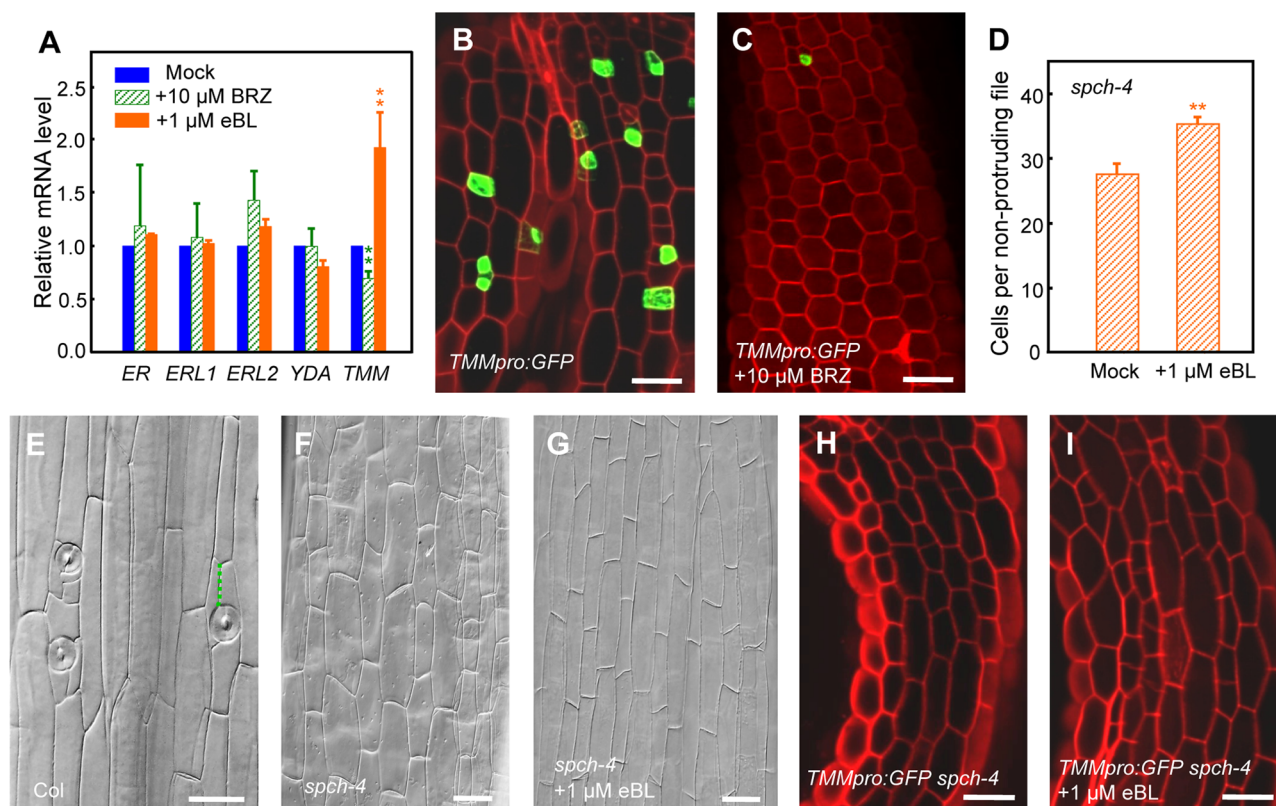 A
Mock
+10 µM BRZ
+1 µM eBL
Relative mRNA level
2.5
2.0
1.5
1.0
0.5
0.0
**
**
ER ERL1 ERL2 YDA TMM
B
TMMpro:GFP
C
TMMpro:GFP
+10 µM BRZ
D
Cells per non-protruding file
40
30
20
10
0
spch-4
**
Mock +1 µM eBL
E
Col
F
spch-4
G
spch-4
+1 µM eBL
H
TMMpro:GFP spch-4
I
TMMpro:GFP spch-4
+1 µM eBL